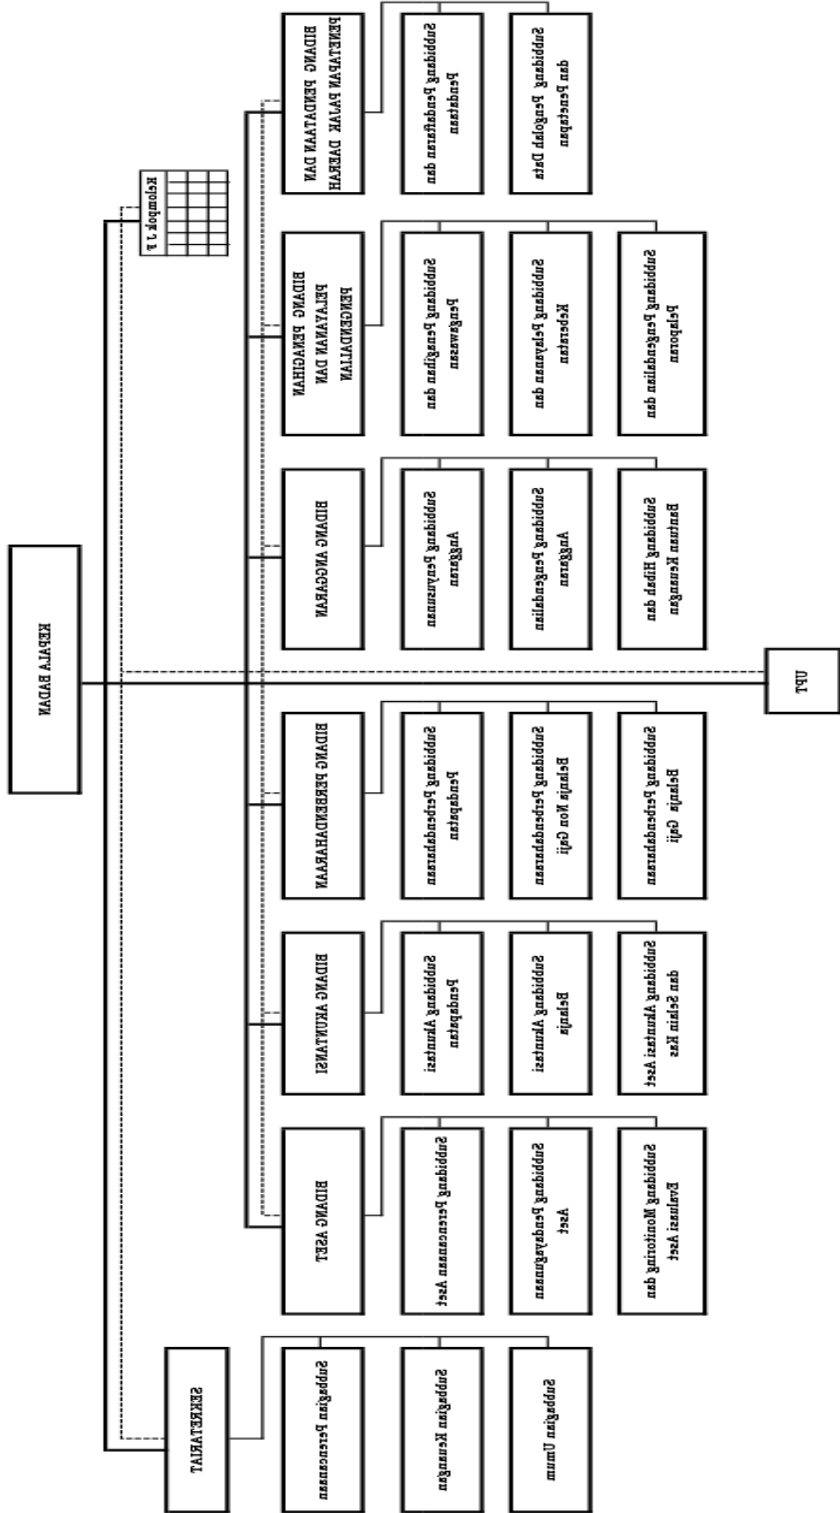 KEPALA BADAN
Kelompok J F
SEKRETARIAT
Subbagian Perencanaan
Subbagian Keuangan
Subbagian Umum
BIDANG PENDATAAN DAN
PENETAPAN PAJAK DAERAH
Subbidang Pendaftaran dan
Pendataan
Subbidang Pengolah Data
dan Penetapan
BIDANG PENAGIHAN
PELAYANAN DAN
PENGENDALIAN
Subbidang Penagihan dan
Pengawasan
Subbidang Pelayanan dan
Keberatan
Subbidang Pengendalian dan
Pelaporan
BIDANG ANGGARAN
Subbidang Penyusunan
Anggaran
Subbidang Pengendalian
Anggaran
Subbidang Hibah dan
Bantuan Keuangan
BIDANG PERBENDAHARAAN
Subbidang Perbendaharaan
Pendapatan
Subbidang Perbendaharaan
Belanja Non Gaji
Subbidang Perbendaharaan
Belanja Gaji
BIDANG AKUNTANSI
Subbidang Akuntasi
Pendapatan
Subbidang Akuntasi
Belanja
Subbidang Akuntasi Aset
dan Selain Kas
BIDANG ASET
Subbidang Perencanaan Aset
Subbidang Pendayagunaan
Aset
Subbidang Monitoring dan
Evaluasi Aset
UPT